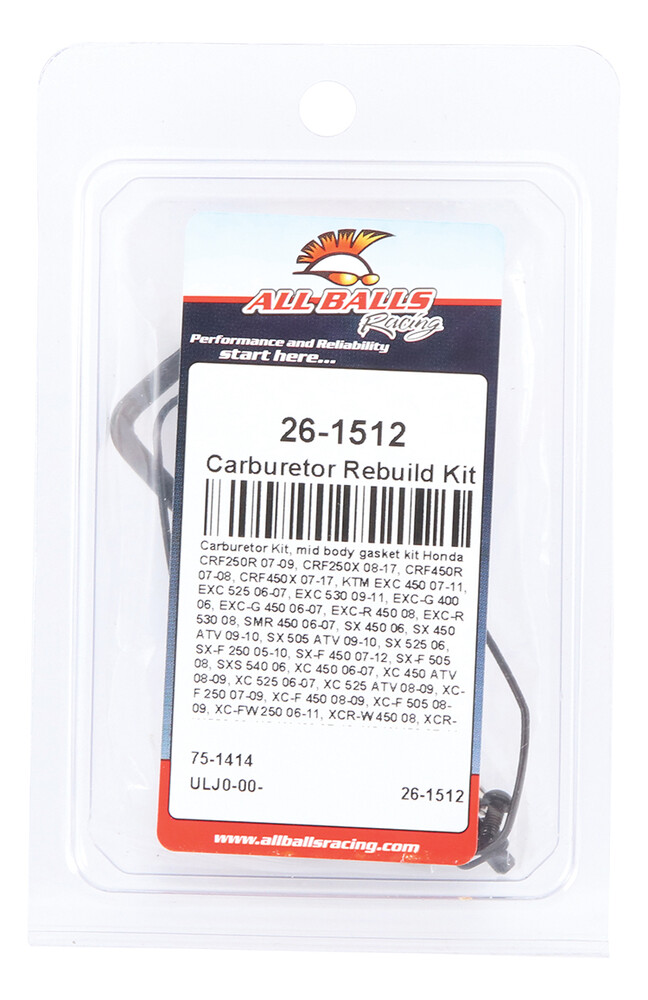 ALL BALLS
Racing
Performance and Reliability
start here...
26-1512
Carburetor Rebuild Kit
Carburetor Kit, mid body gasket kit Honda
CRF250R 07-09, CRF250X 08-17, CRF450R
07-08, CRF450X 07-17, KTM EXC 450 07-11,
EXC 525 06-07, EXC 530 09-11, EXC-G 400
06, EXC-G 450 06-07, EXC-R 450 08, EXC-R
530 08, SMR 450 06-07, SX 450 06, SX 450
ATV 09-10, SX 505 ATV 09-10, SX 525 06,
SX-F 250 05-10, SX-F 450 07-12, SX-F 505
08, SXS 540 06, XC 450 06-07, XC 450 ATV
08-09, XC 525 06-07, XC 525 ATV 08-09, XC-
F 250 07-09, XC-F 450 08-09, XC-F 505 08-
09, XC-FW 250 06-11, XCR-W 450 08, XCR-
75-1414
ULJ0-00-
26-1512
www.allballsracing.com